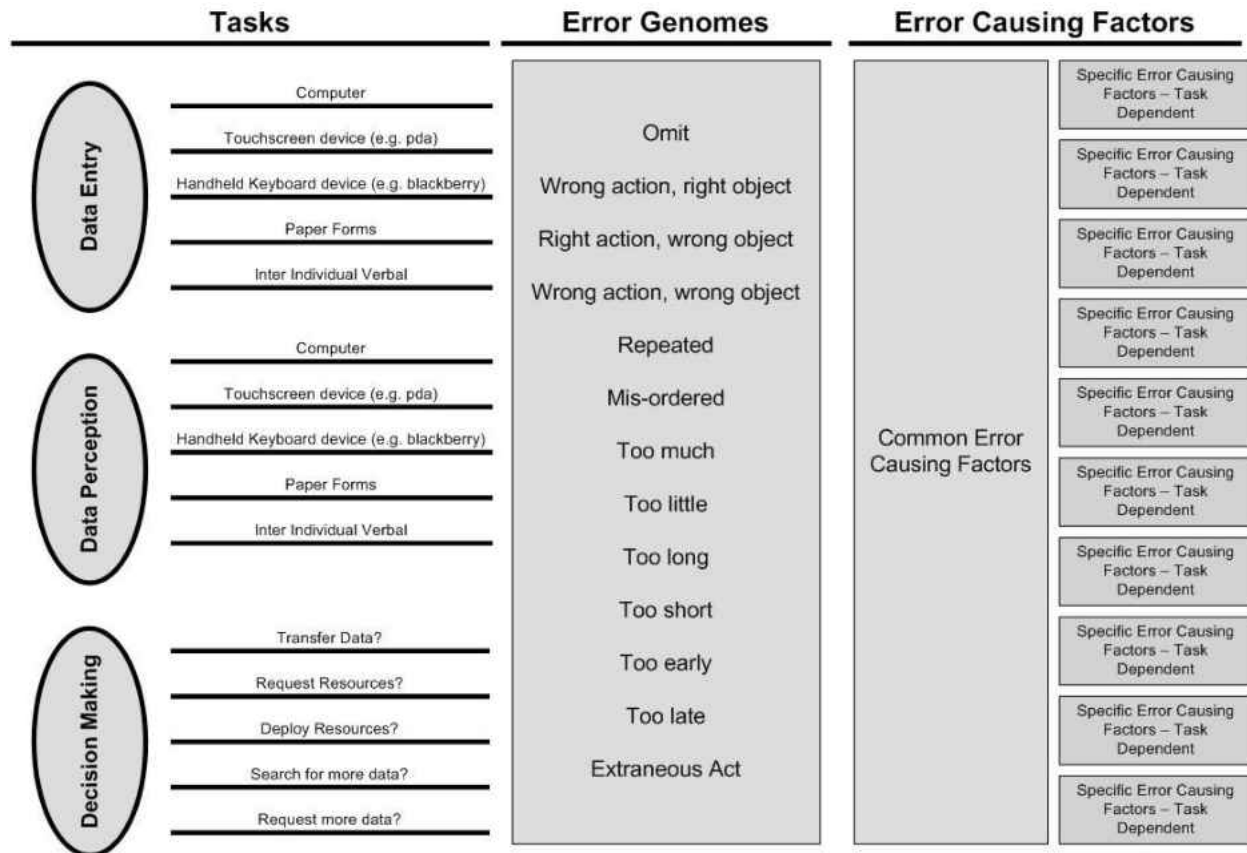 Tasks
Error Genomes
Error Causing Factors
Data Entry
Computer
Touchscreen device (e.g. pda)
Handheld Keyboard device (e.g. blackberry)
Paper Forms
Inter Individual Verbal
Data Perception
Computer
Touchscreen device (e.g. pda)
Handheld Keyboard device (e.g. blackberry)
Paper Forms
Inter Individual Verbal
Decision Making
Transfer Data?
Request Resources?
Deploy Resources?
Search for more data?
Request more data?
Omit
Wrong action, right object
Right action, wrong object
Wrong action, wrong object
Repeated
Mis-ordered
Too much
Too little
Too long
Too short
Too early
Too late
Extraneous Act
Common Error
Causing Factors
Specific Error Causing
Factors – Task
Dependent
Specific Error Causing
Factors – Task
Dependent
Specific Error Causing
Factors – Task
Dependent
Specific Error Causing
Factors – Task
Dependent
Specific Error Causing
Factors – Task
Dependent
Specific Error Causing
Factors – Task
Dependent
Specific Error Causing
Factors – Task
Dependent
Specific Error Causing
Factors – Task
Dependent
Specific Error Causing
Factors – Task
Dependent
Specific Error Causing
Factors – Task
Dependent